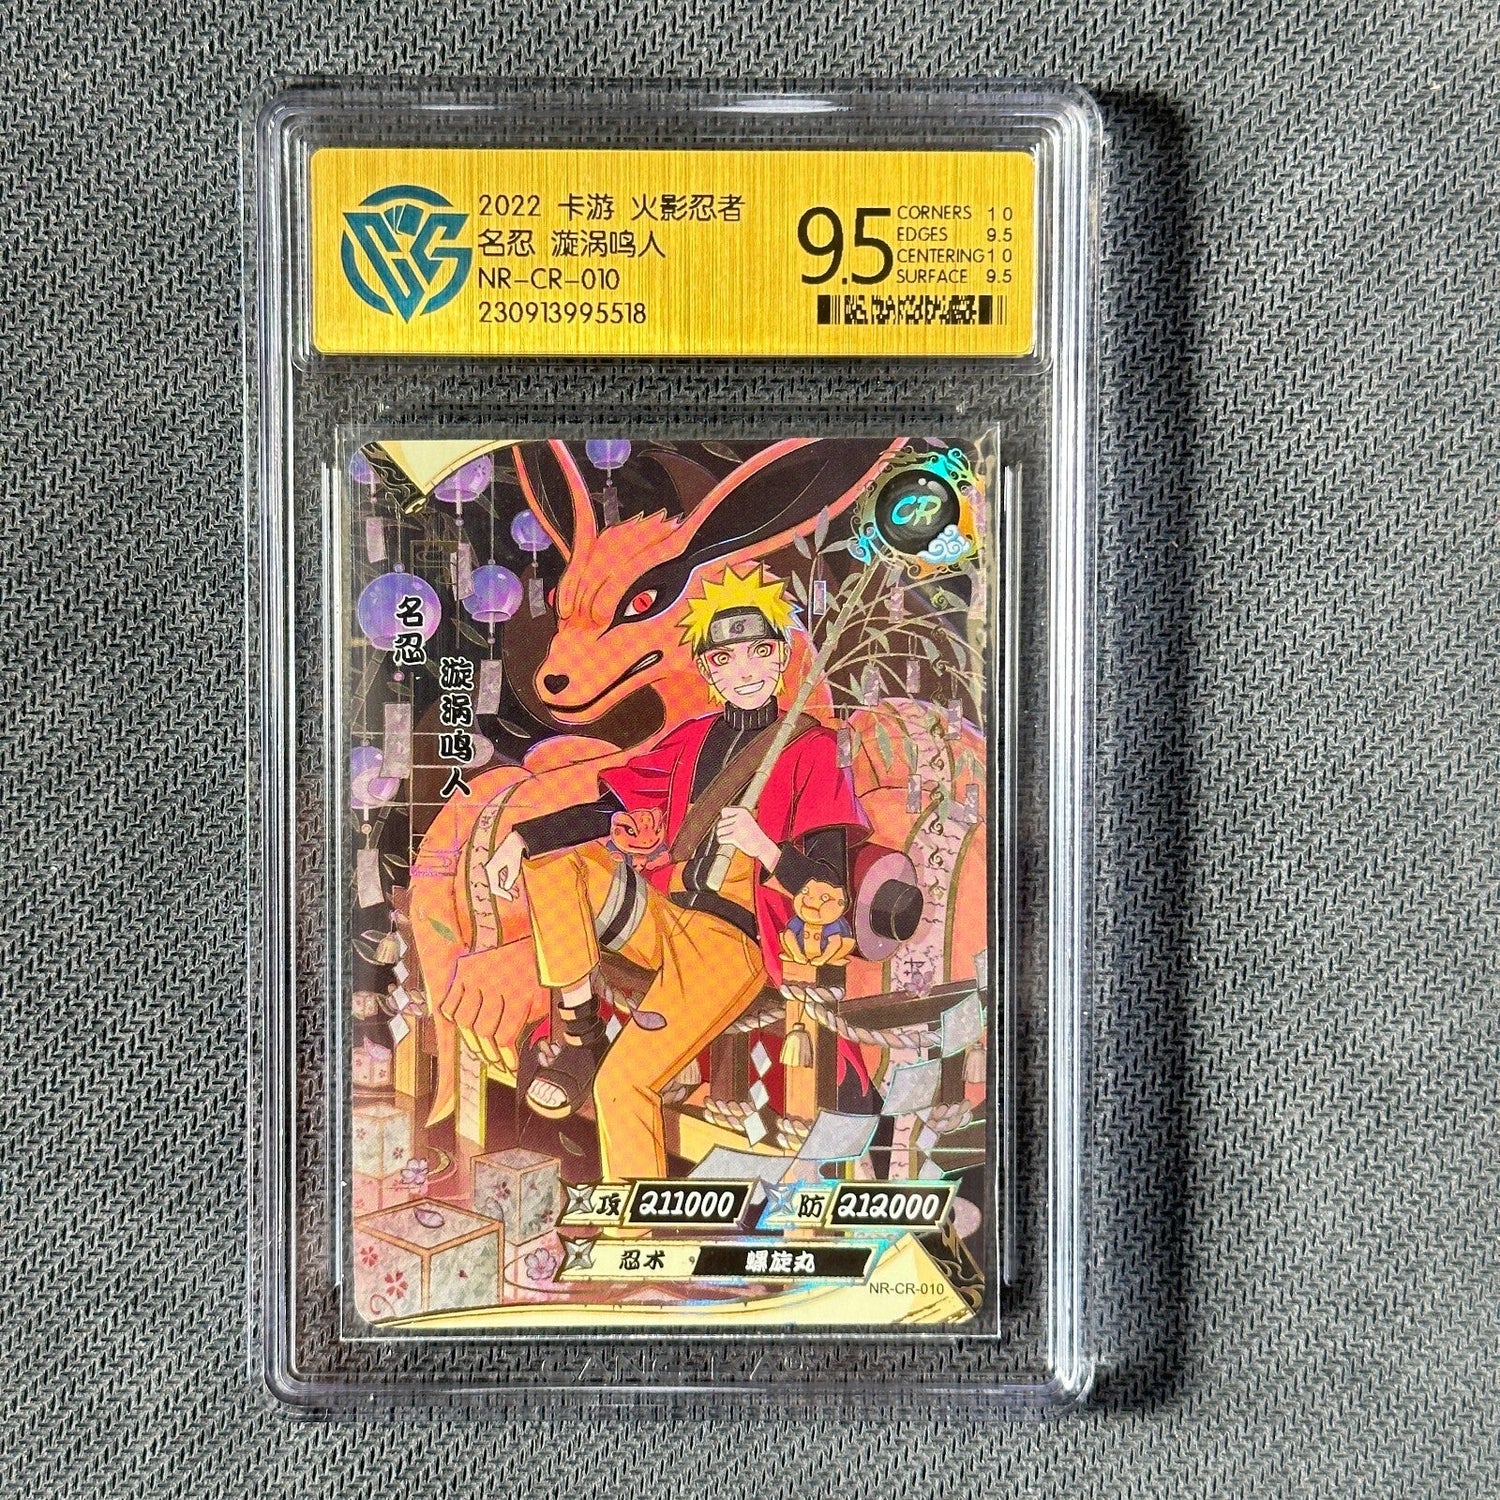 2022 卡游 火影忍者
名忍 漩涡鸣人
NR-CR-010
230913995518
9.5
CORNERS 10
EDGES 9.5
CENTERING 10
SURFACE 9.5
CR
名忍
漩涡鸣人
攻 211000 防 212000
忍术 · 螺旋丸
NR-CR-010